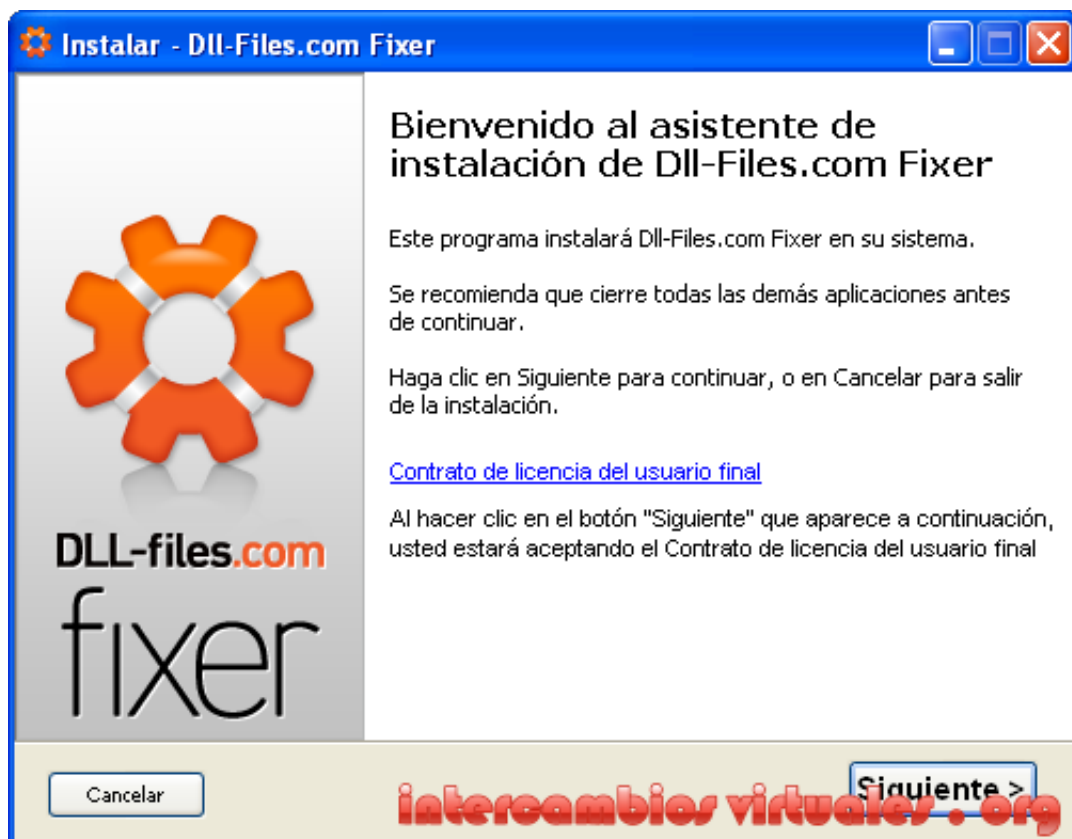 Instalar - Dll-Files.com Fixer
Bienvenido al asistente de
instalación de Dll-Files.com Fixer
Este programa instalará Dll-Files.com Fixer en su sistema.
Se recomienda que cierre todas las demás aplicaciones antes
de continuar.
Haga clic en Siguiente para continuar, o en Cancelar para salir
de la instalación.
Contrato de licencia del usuario final
Al hacer clic en el botón "Siguiente" que aparece a continuación,
usted estará aceptando el Contrato de licencia del usuario final
DLL-files.com
fixer
Cancelar
Siguiente >
intercambios virtuales . org